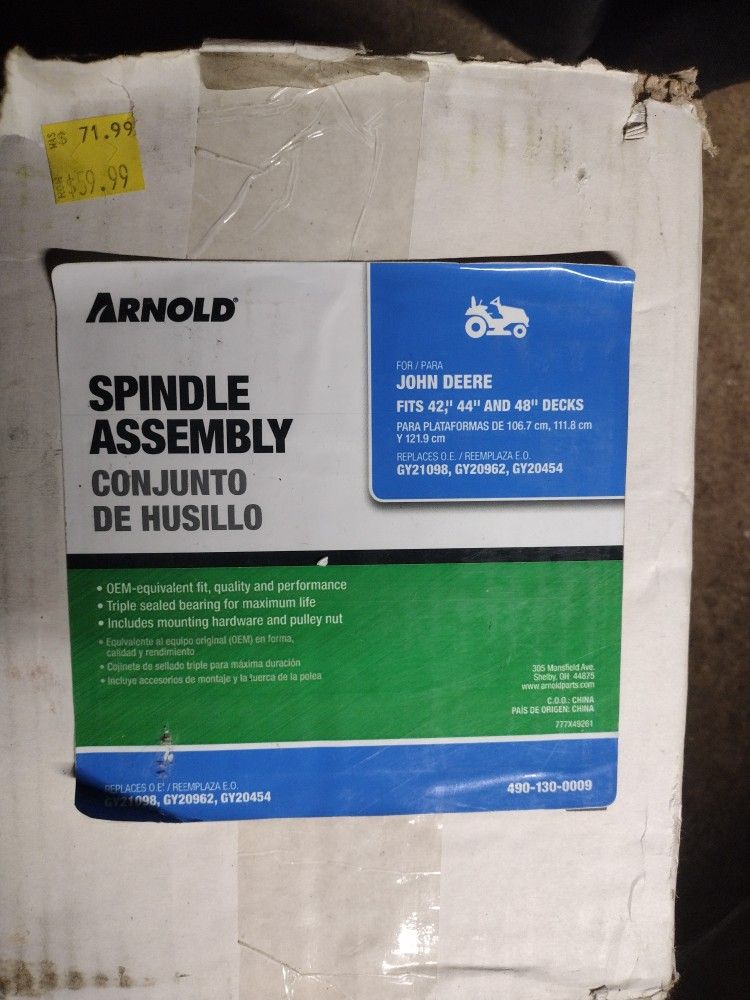 WAS $ 71.99
NOW $59.99
ARNOLD®
SPINDLE
ASSEMBLY
CONJUNTO
DE HUSILLO
FOR / PARA
JOHN DEERE
FITS 42," 44" AND 48" DECKS
PARA PLATAFORMAS DE 106.7 cm, 111.8 cm
Y 121.9 cm
REPLACES O.E. / REEMPLAZA E.O.
GY21098, GY20962, GY20454
• OEM-equivalent fit, quality and performance
• Triple sealed bearing for maximum life
• Includes mounting hardware and pulley nut
• Equivalente al equipo original (OEM) en forma,
calidad y rendimiento
• Cojinete de sellado triple para máxima duración
• Incluye accesorios de montaje y la tuerca de la polea
305 Mansfield Ave.
Shelby, OH 44875
www.arnoldparts.com
C.O.O.: CHINA
PAÍS DE ORIGEN: CHINA
777X49261
REPLACES O.E. / REEMPLAZA E.O.
GY21098, GY20962, GY20454
490-130-0009